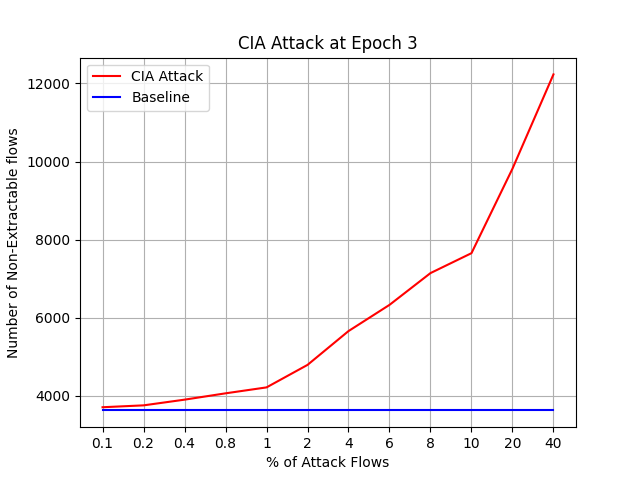 CIA Attack at Epoch 3
CIA Attack
Baseline
Number of Non-Extractable flows
12000
10000
8000
6000
4000
0.1 0.2 0.4 0.8 1 2 4 6 8 10 20 40
% of Attack Flows